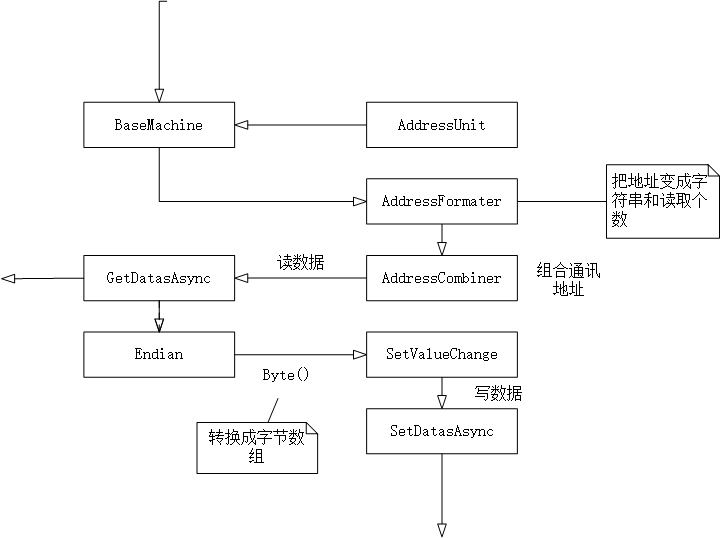 BaseMachine
AddressUnit
AddressFormater
把地址变成字
符串和读取个
数
读数据
GetDatasAsync
AddressCombiner
组合通讯
地址
Endian
Byte()
SetValueChange
写数据
转换成字节数
组
SetDatasAsync